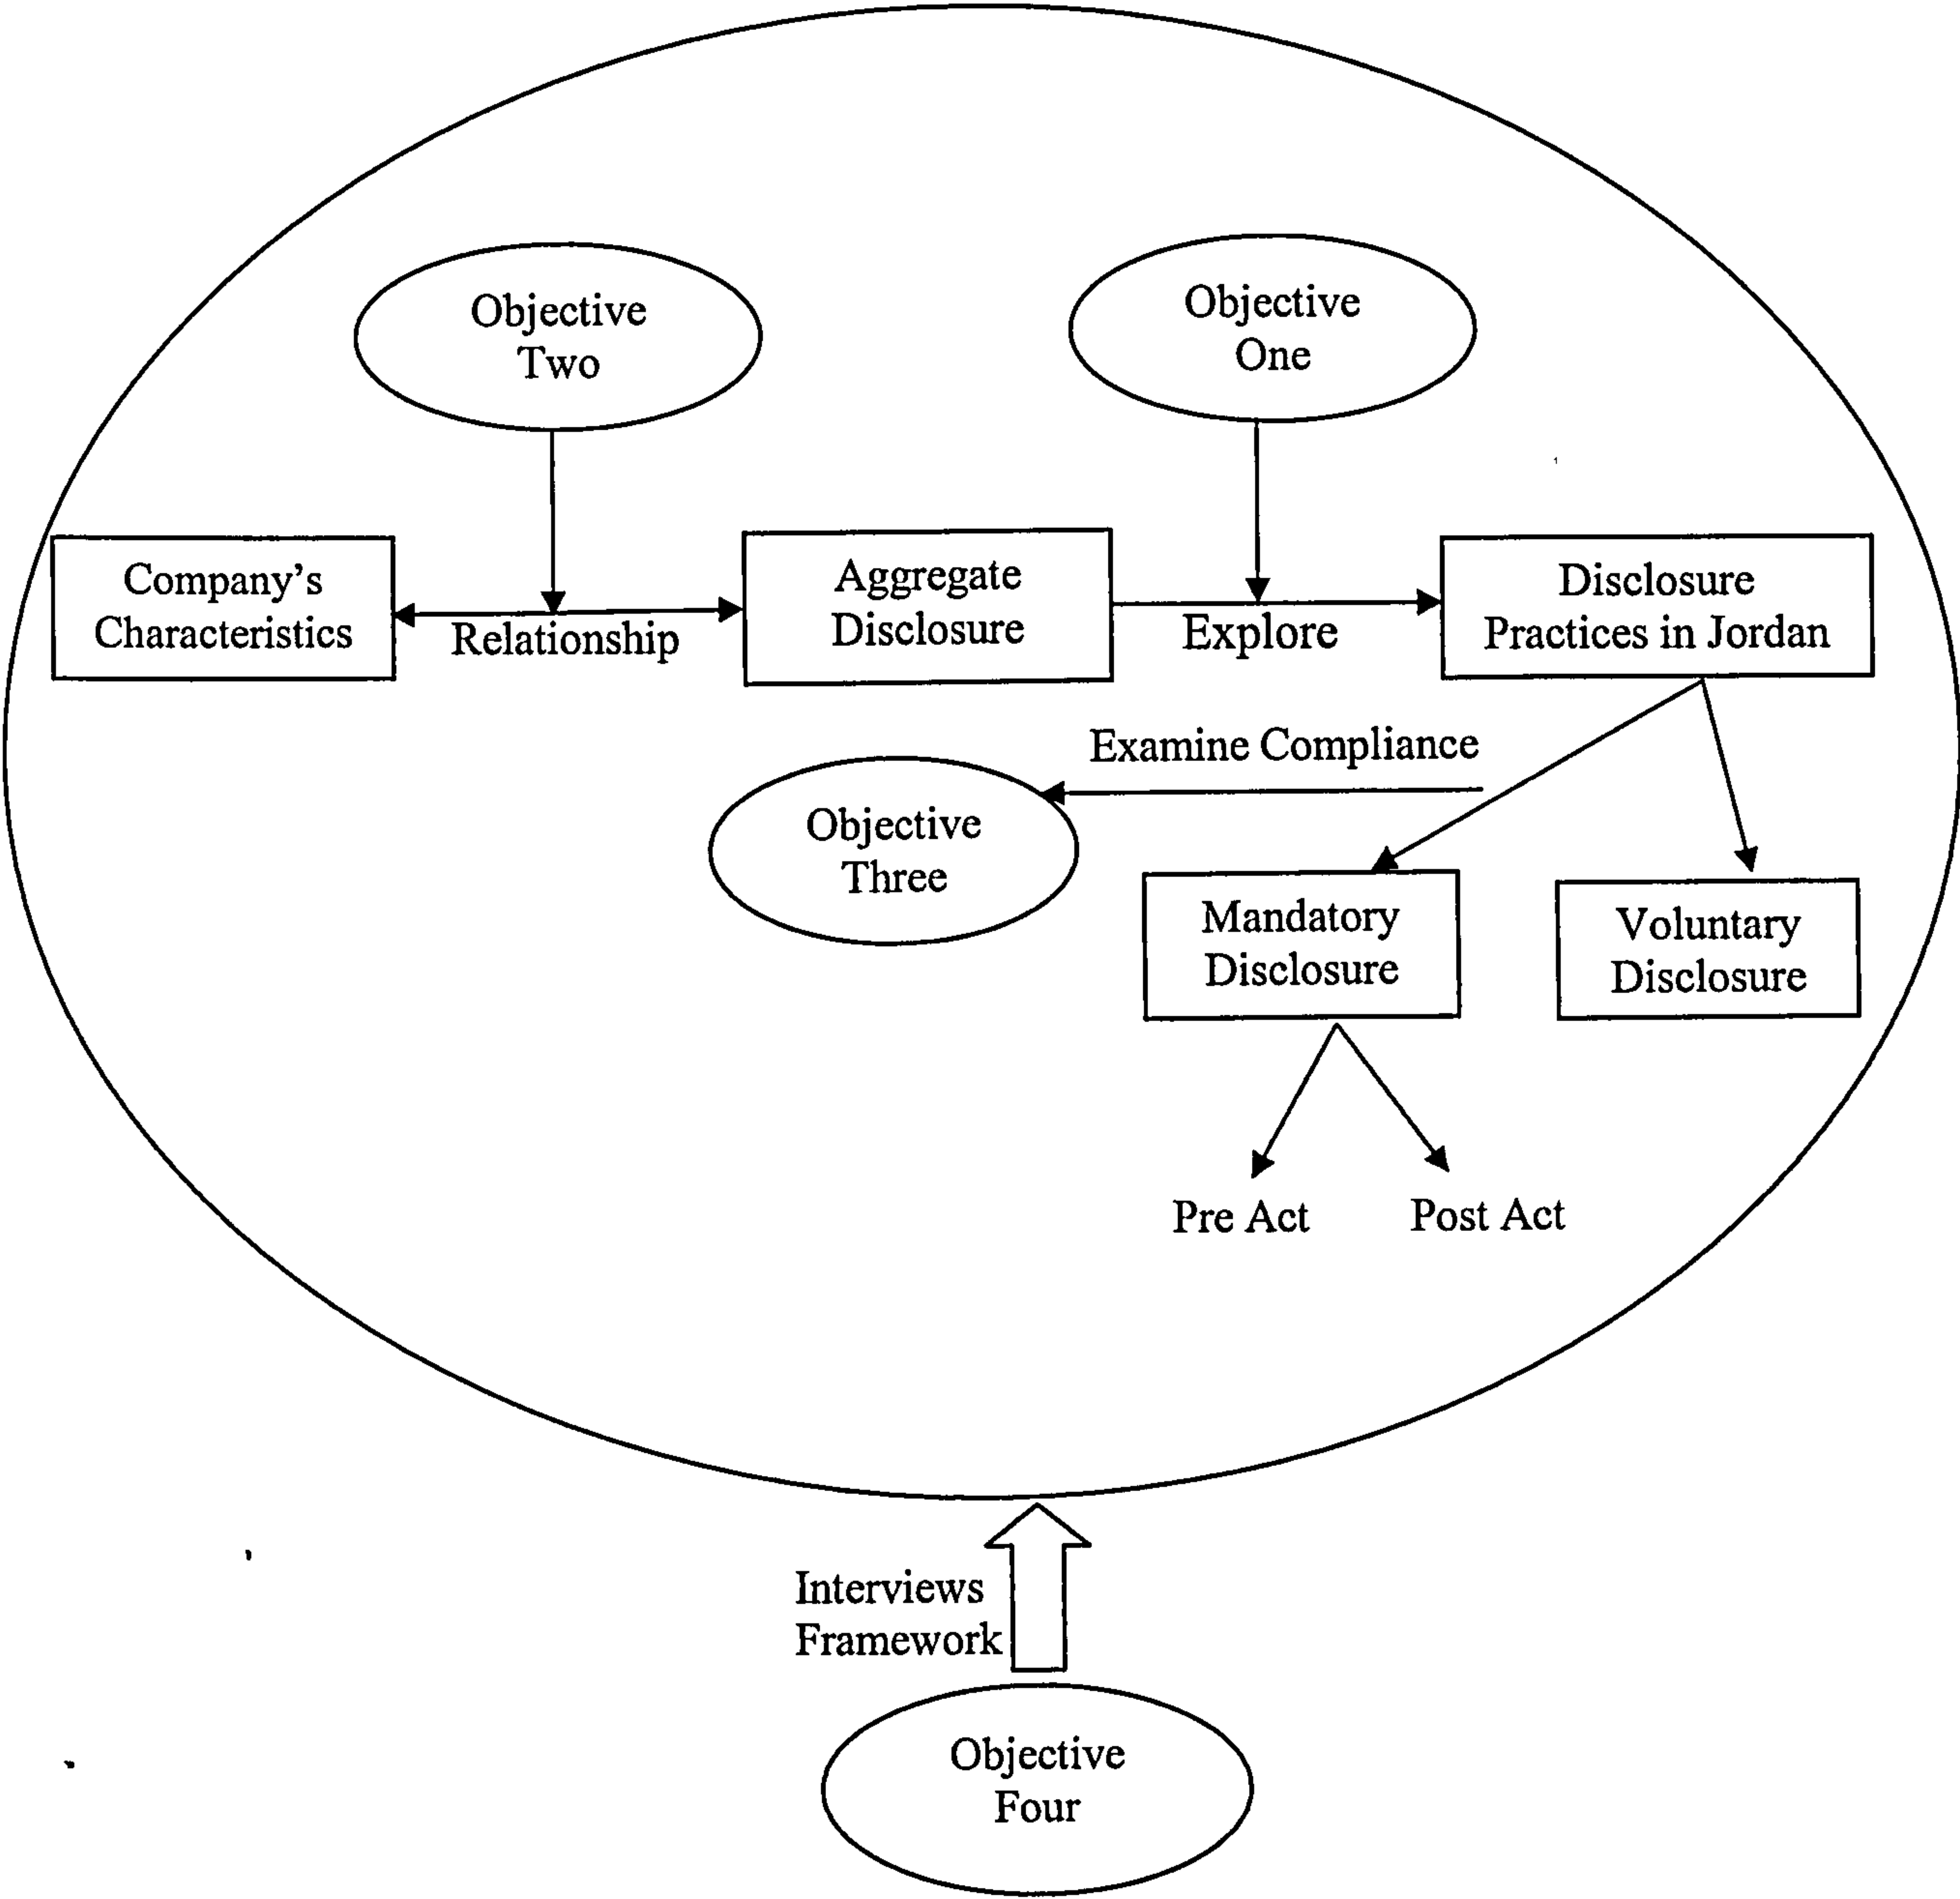 Objective
Two
Objective
One
Company's
Characteristics
Relationship
Aggregate
Disclosure
Explore
Disclosure
Practices in Jordan
Examine Compliance
Objective
Three
Mandatory
Disclosure
Voluntary
Disclosure
Pre Act
Post Act
Interviews
Framework
Objective
Four